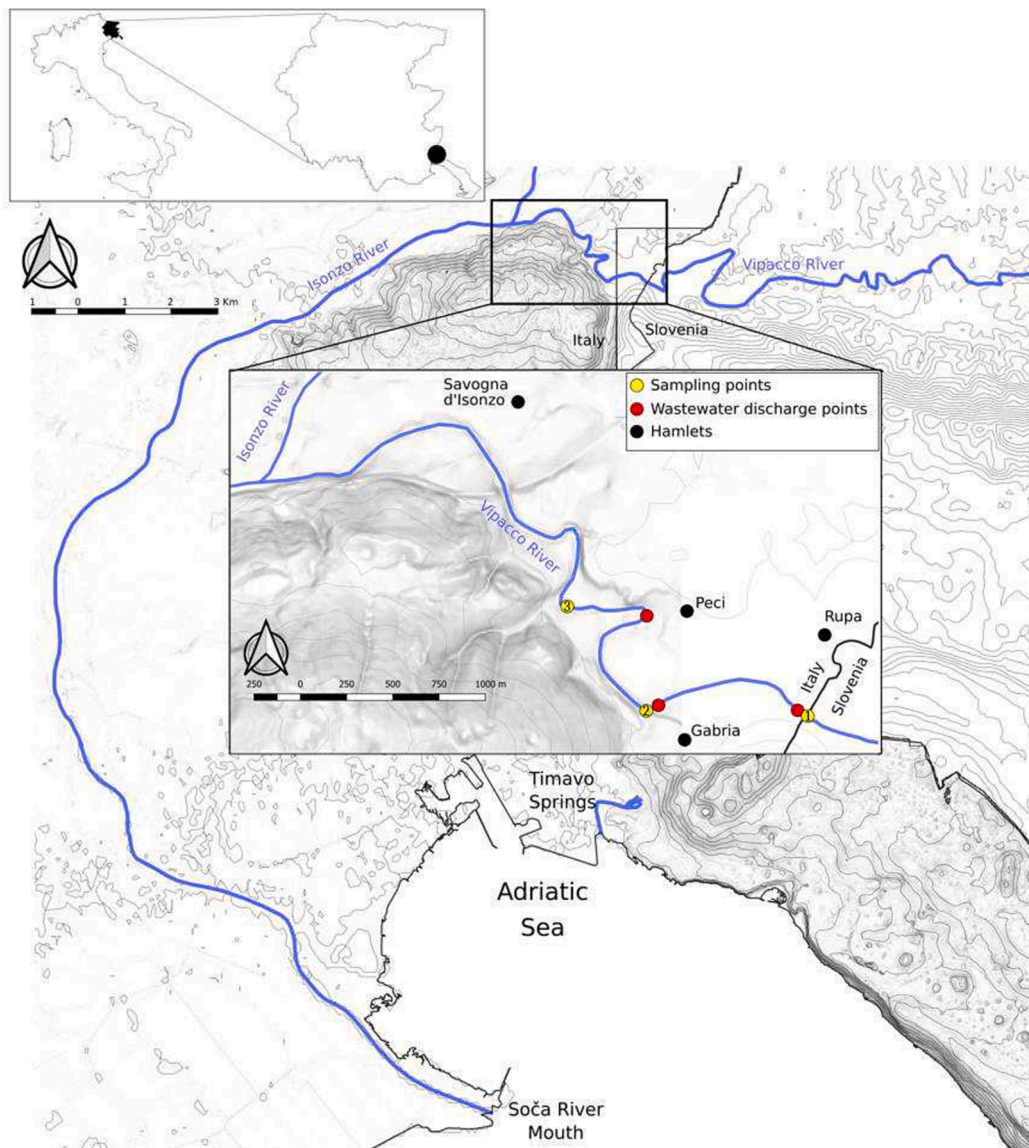 Isonzo River
Vipacco River
1 0 1 2 3 Km
Italy
Slovenia
Savogna
d'Isonzo
Sampling points
Wastewater discharge points
Hamlets
Isonzo River
Vipacco River
3
Peci
Rupa
Italy
Slovenia
250 0 250 500 750 1000 m
2
1
Gabria
Timavo
Springs
Adriatic
Sea
Soča River
Mouth